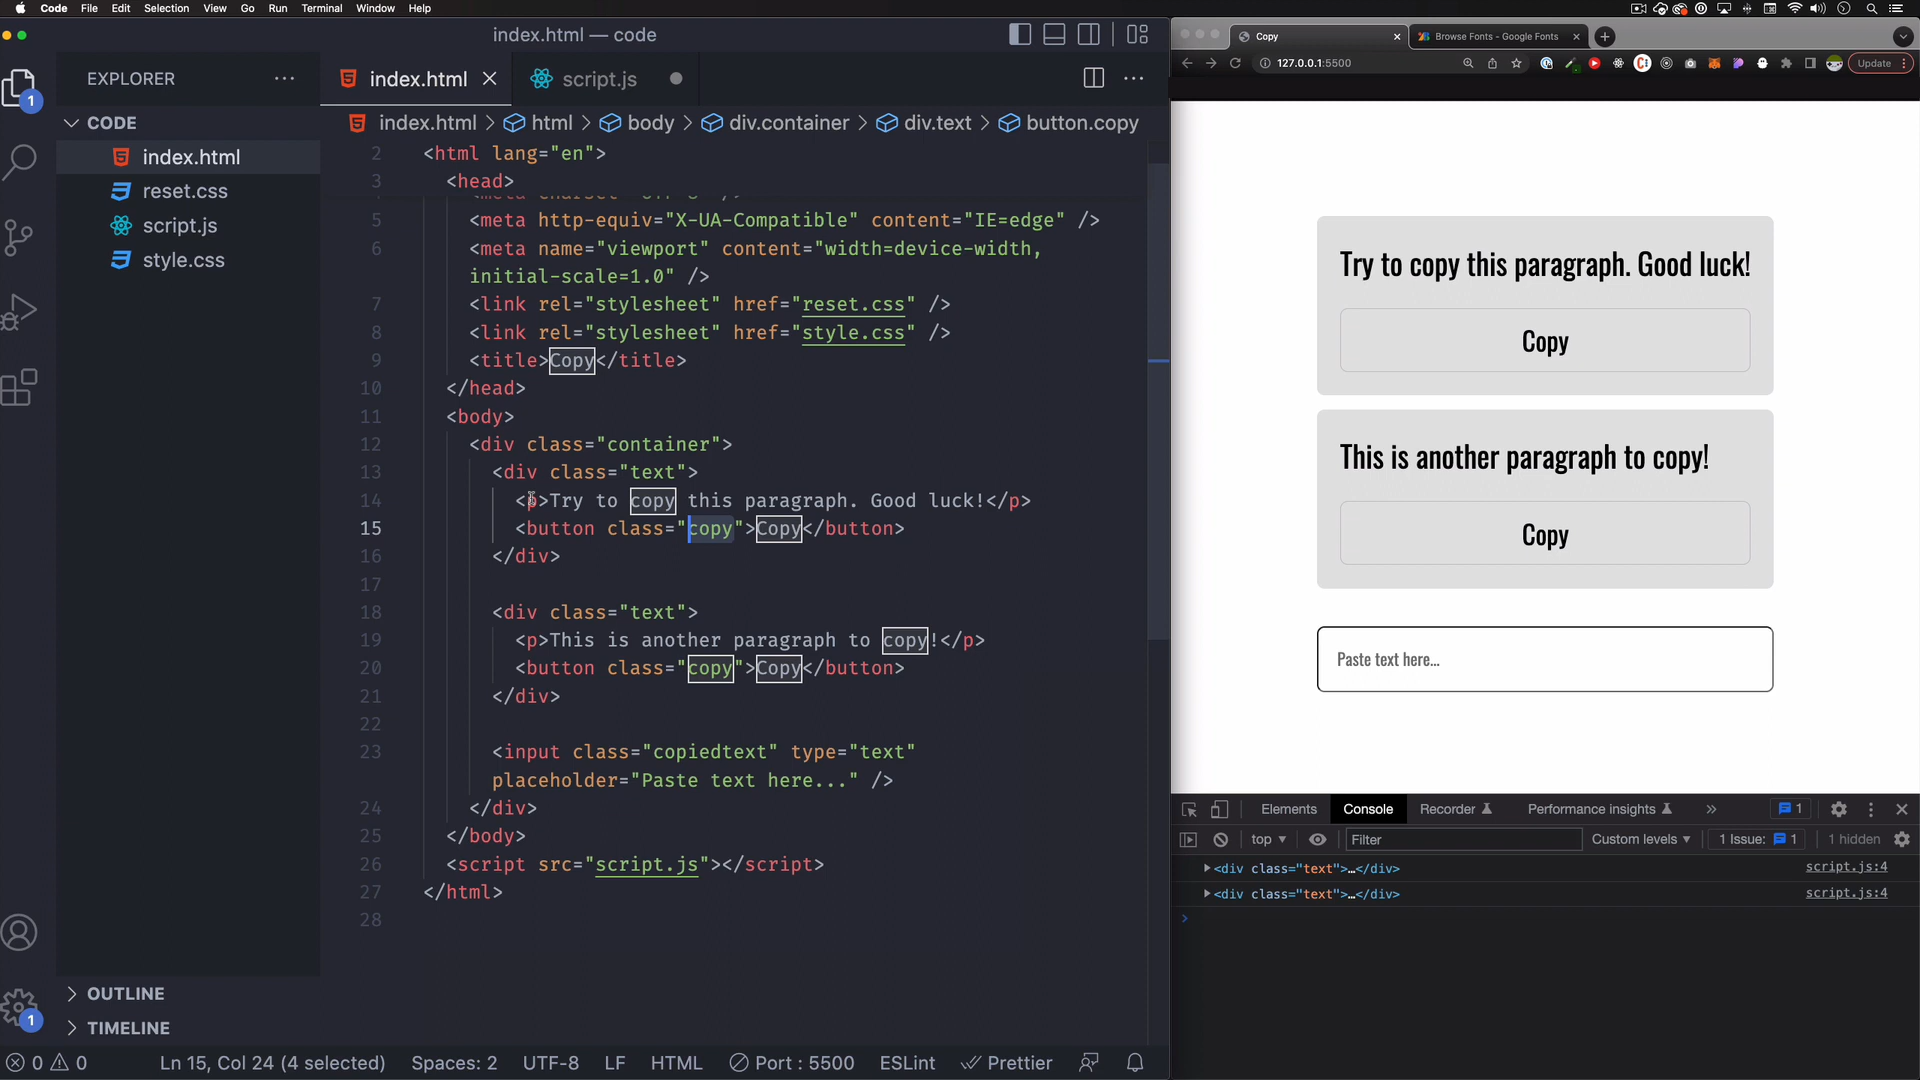 Code File Edit Selection View Go Run Terminal Window Help
index.html — code
EXPLORER
1
CODE
index.html
reset.css
script.js
style.css
OUTLINE
TIMELINE
1
index.html script.js
index.html > html > body > div.container > div.text > button.copy
2 <html lang="en">
3 <head>
5 <meta http-equiv="X-UA-Compatible" content="IE=edge" />
6 <meta name="viewport" content="width=device-width,
initial-scale=1.0" />
7 <link rel="stylesheet" href="reset.css" />
8 <link rel="stylesheet" href="style.css" />
9 <title>Copy</title>
10 </head>
11 <body>
12 <div class="container">
13 <div class="text">
14 <p>Try to copy this paragraph. Good luck!</p>
15 <button class="copy">Copy</button>
16 </div>
17
18 <div class="text">
19 <p>This is another paragraph to copy!</p>
20 <button class="copy">Copy</button>
21 </div>
22
23 <input class="copiedtext" type="text"
placeholder="Paste text here..." />
24 </div>
25 </body>
26 <script src="script.js"></script>
27 </html>
28
0 0 Ln 15, Col 24 (4 selected) Spaces: 2 UTF-8 LF HTML Port : 5500 ESLint Prettier
Copy Browse Fonts - Google Fonts
127.0.0.1:5500 Update
Try to copy this paragraph. Good luck!
Copy
This is another paragraph to copy!
Copy
Paste text here...
Elements Console Recorder Performance insights » 1
top Filter Custom levels 1 Issue: 1 1 hidden
<div class="text">…</div> script.js:4
<div class="text">…</div> script.js:4